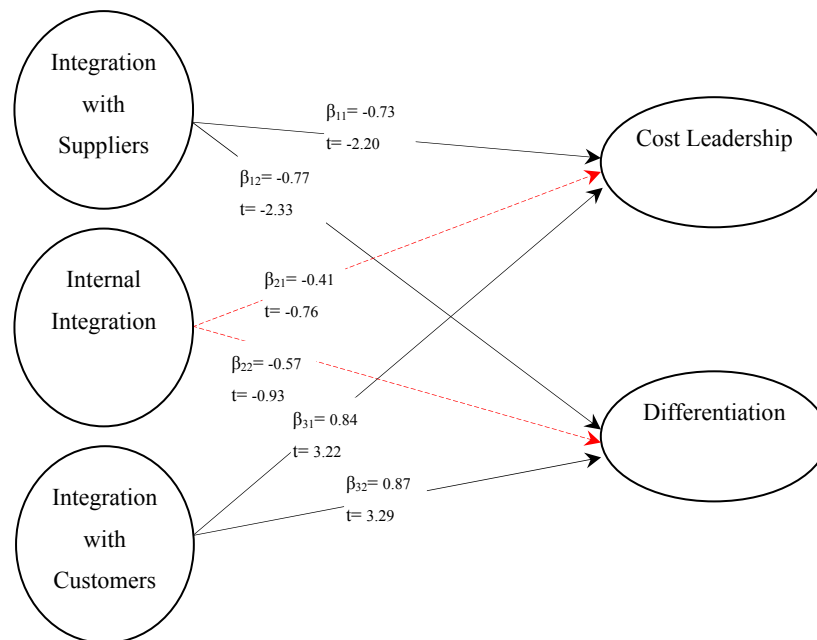 Integration
with
Suppliers
β11= -0.73
t= -2.20
β12= -0.77
t= -2.33
Cost Leadership
Internal
Integration
β21= -0.41
t= -0.76
β22= -0.57
t= -0.93
Differentiation
Integration
with
Customers
β31= 0.84
t= 3.22
β32= 0.87
t= 3.29